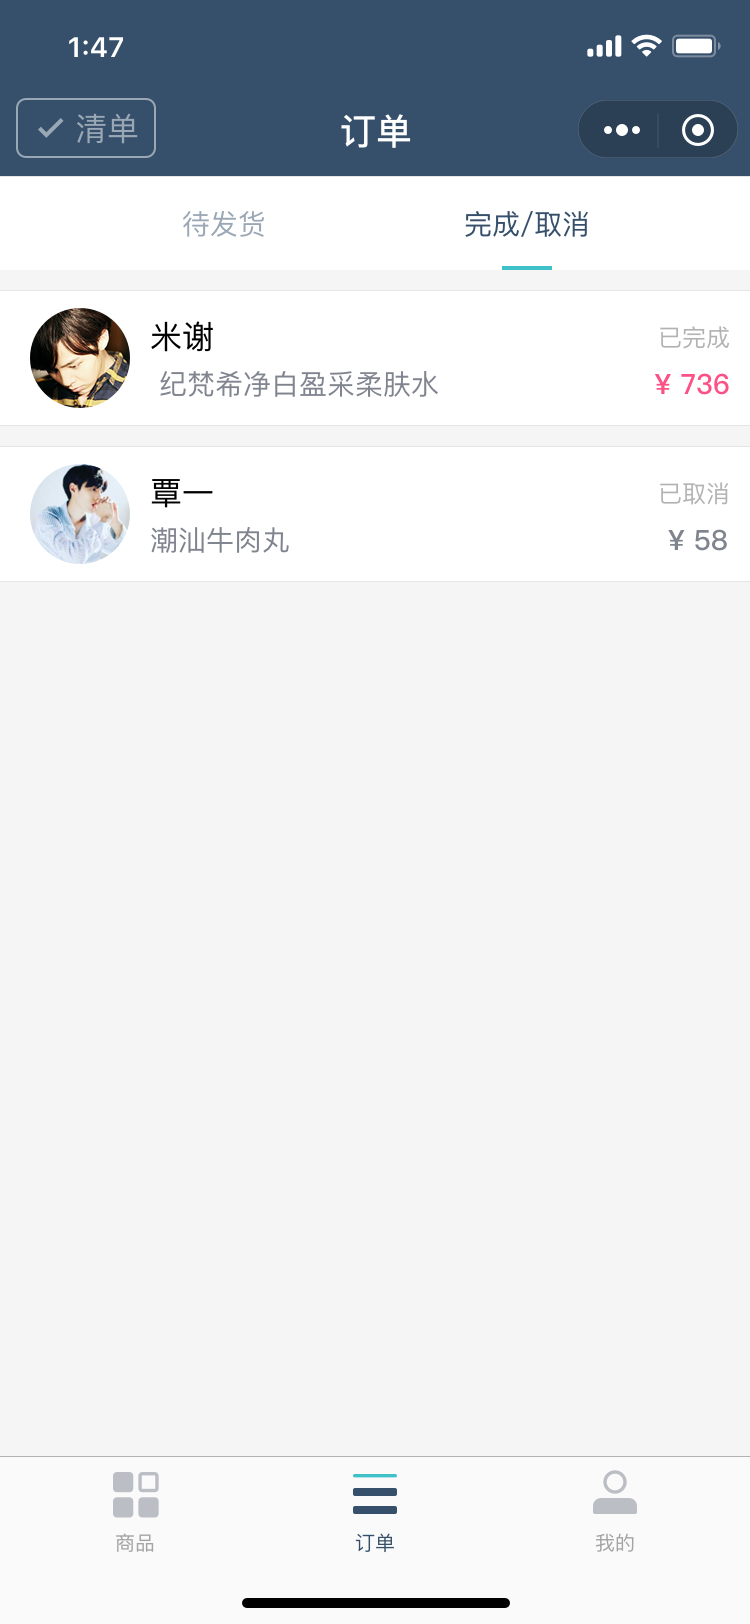 1:47
清单
订单
待发货
完成/取消
米谢
已完成
纪梵希净白盈采柔肤水
¥ 736
覃一
已取消
潮汕牛肉丸
¥ 58
商品
订单
我的